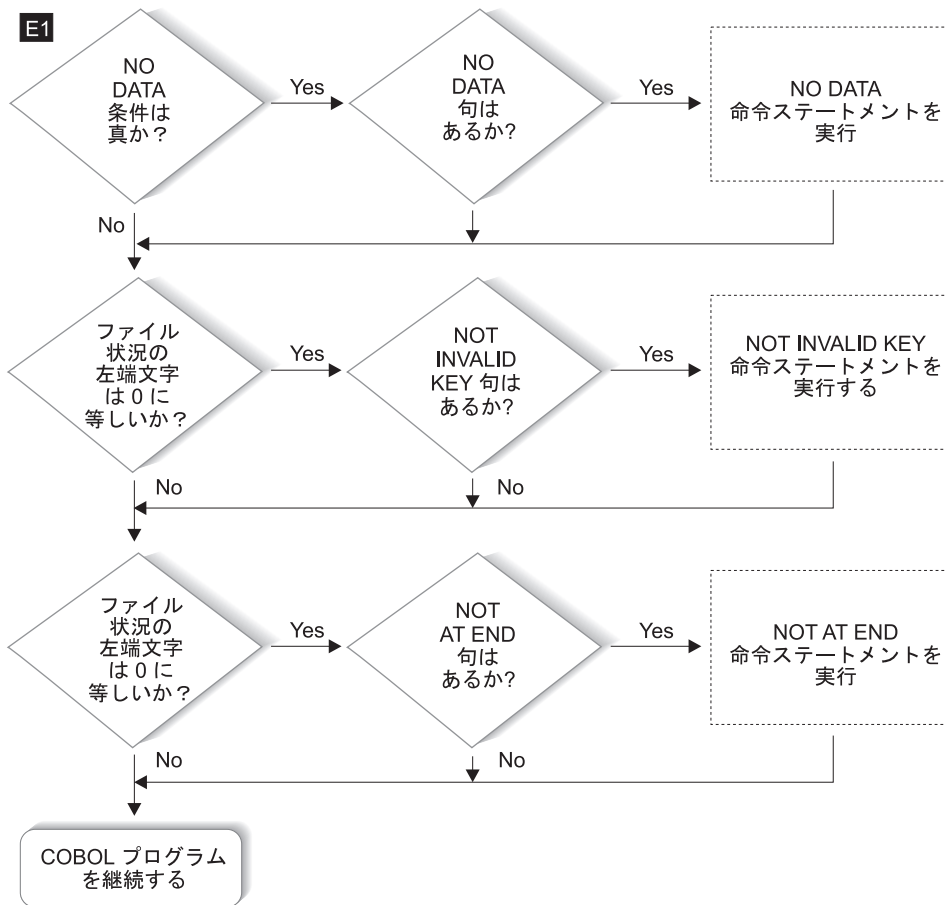 E1
NO
DATA
条件は
真か？
Yes
NO
DATA
句は
あるか?
Yes
NO DATA
命令ステートメントを
実行
No
ファイル
状況の
左端文字
は 0 に
等しいか？
Yes
NOT
INVALID
KEY 句は
あるか?
Yes
NOT INVALID KEY
命令ステートメントを
実行する
No
No
ファイル
状況の
左端文字
は 0 に
等しいか？
Yes
NOT
AT END
句は
あるか?
Yes
NOT AT END
命令ステートメントを
実行
No
No
COBOL プログラム
を継続する